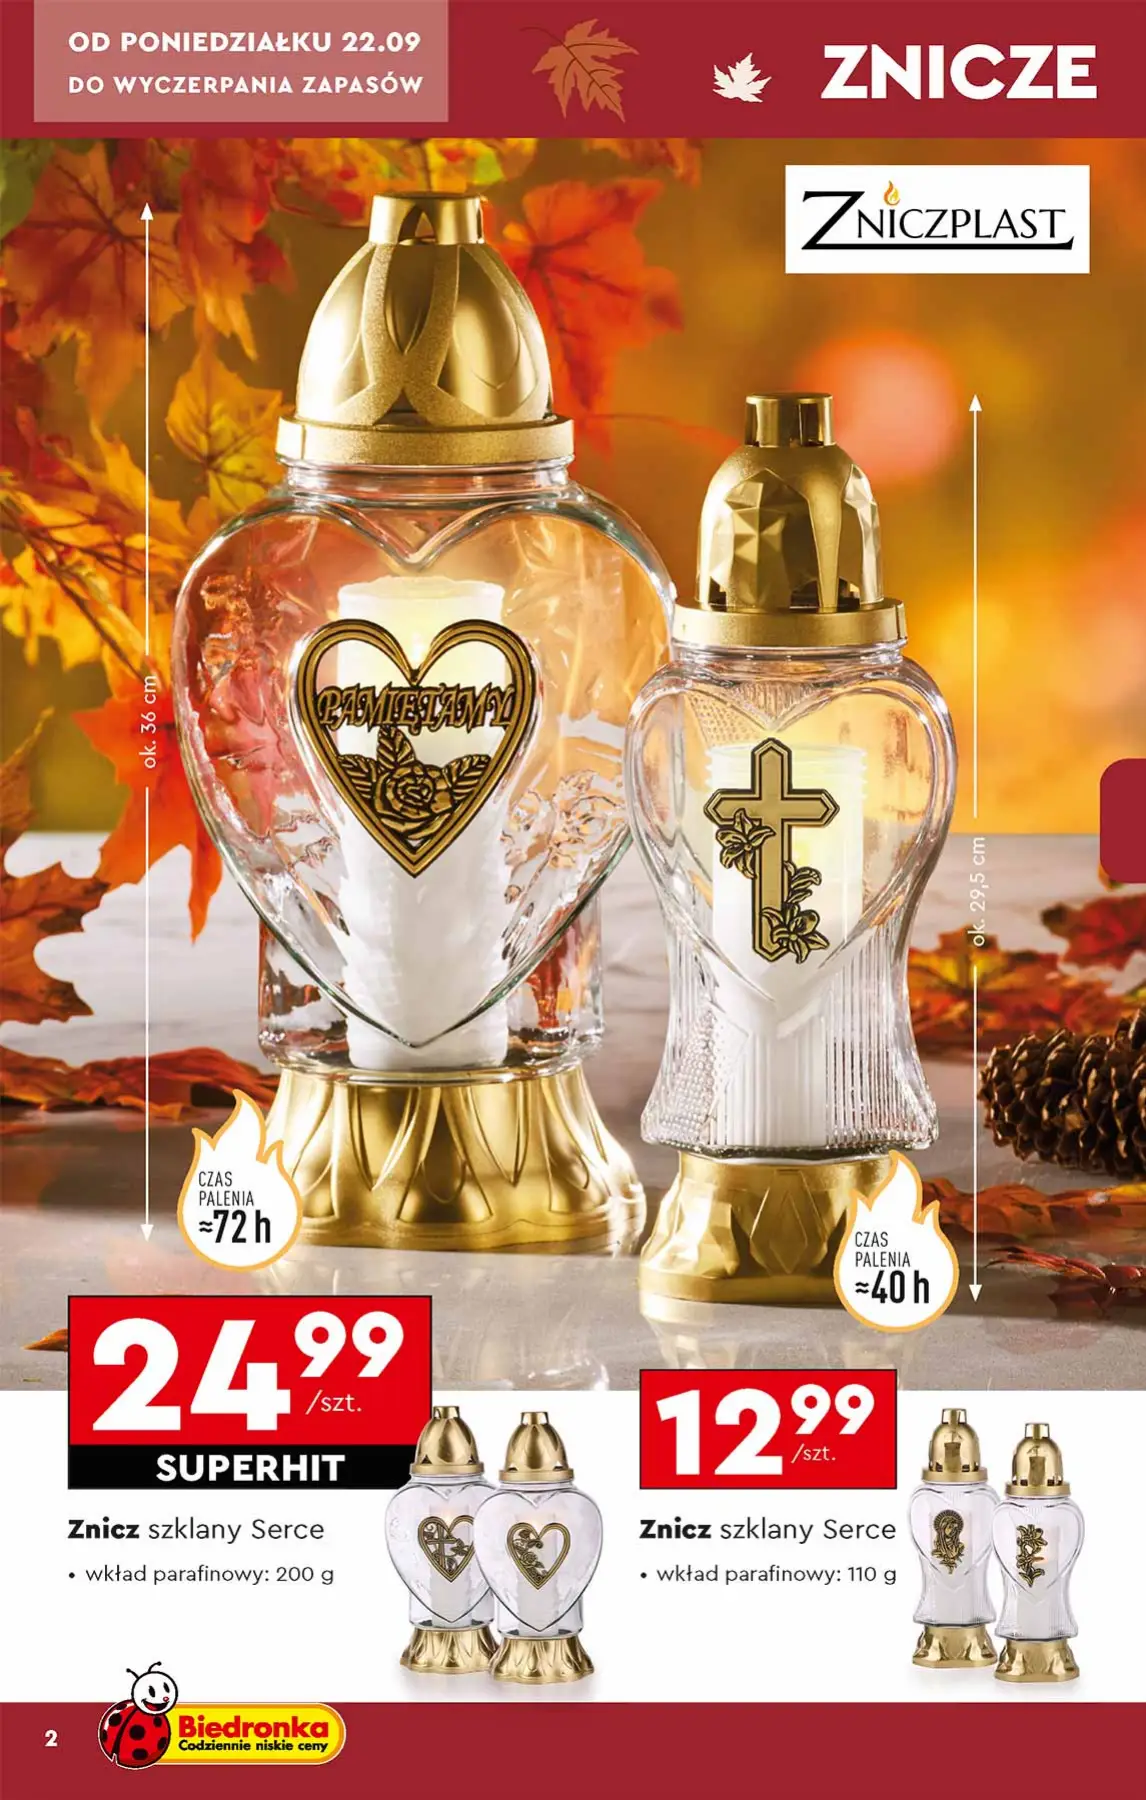 OD PONIEDZIAŁKU 22.09
DO WYCZERPANIA ZAPASÓW
ZNICZE
ZNICZPLAST
ok. 36 cm
PAMIĘTAMY
ok. 29,5 cm
CZAS
PALENIA
≈72 h
CZAS
PALENIA
≈40 h
24 99
/szt.
SUPERHIT
Znicz szklany Serce
• wkład parafinowy: 200 g
12 99
/szt.
Znicz szklany Serce
• wkład parafinowy: 110 g
2
Biedronka
Codziennie niskie ceny